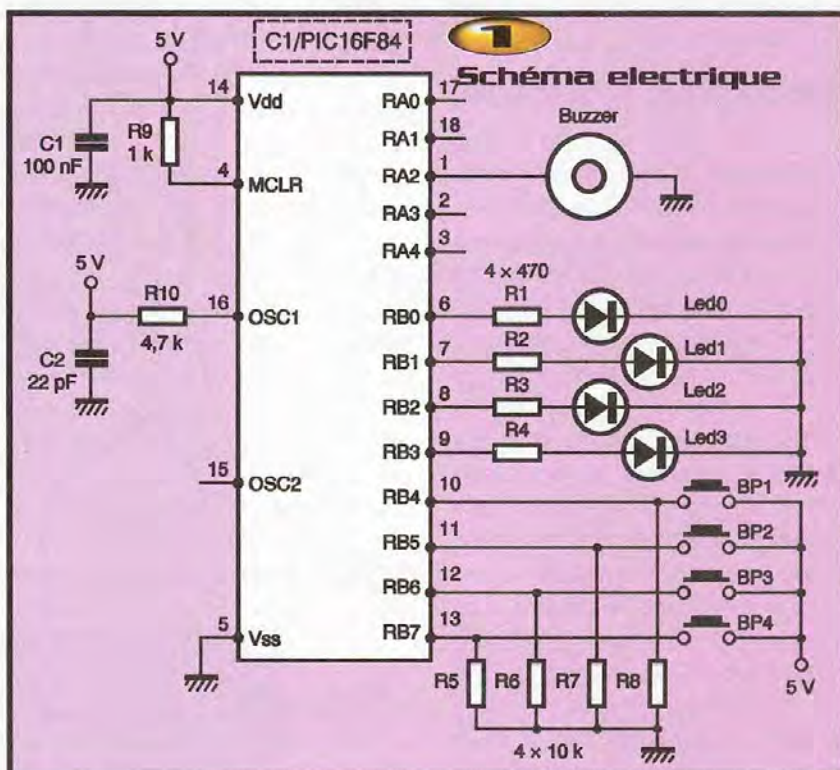 5 V
C1/PIC16F84
1
Schéma electrique
14
Vdd
RA0
17
C1
100 nF
R9
1 k
RA1
18
Buzzer
4
MCLR
RA2
1
RA3
2
RA4
3
5 V
4 × 470
R10
4,7 k
16
OSC1
RB0
6
R1
Led0
C2
22 pF
RB1
7
R2
Led1
RB2
8
R3
Led2
RB3
9
R4
Led3
15
OSC2
RB4
10
BP1
RB5
11
BP2
RB6
12
BP3
5
Vss
RB7
13
BP4
R5
R6
R7
R8
5 V
4 × 10 k